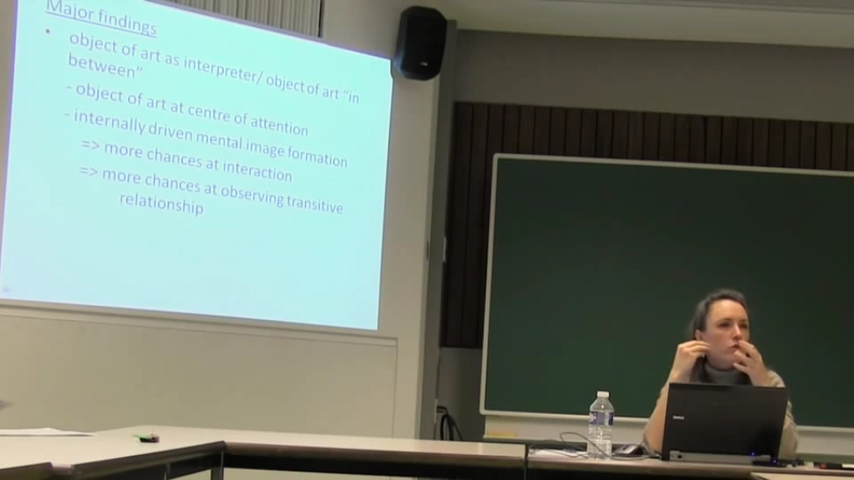 Major findings
• object of art as interpreter/ object of art "in
between"
- object of art at centre of attention
- internally driven mental image formation
=> more chances at interaction
=> more chances at observing transitive
relationship
DELL